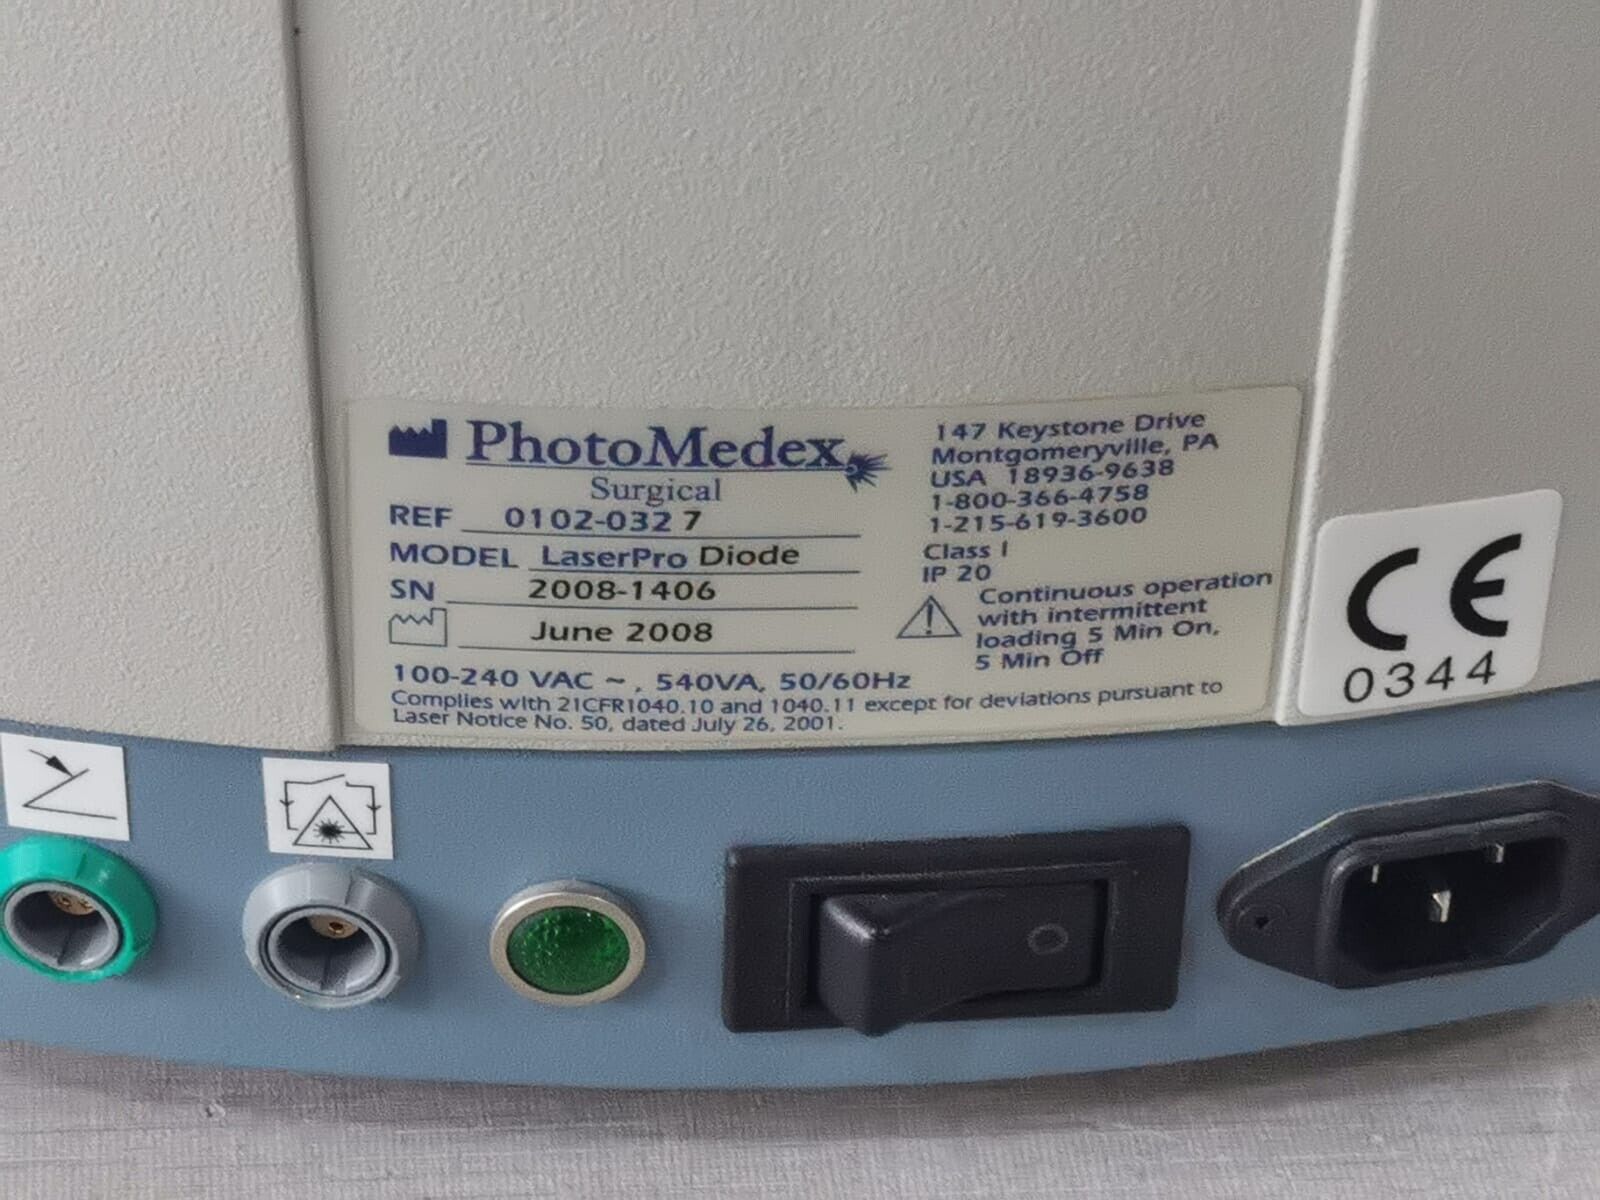 PhotoMedex
Surgical
REF 0102-032 7
MODEL LaserPro Diode
SN 2008-1406
June 2008
147 Keystone Drive
Montgomeryville, PA
USA 18936-9638
1-800-366-4758
1-215-619-3600
Class I
IP 20
Continuous operation
with intermittent
loading 5 Min On,
5 Min Off
100-240 VAC ~ , 540VA, 50/60Hz
Complies with 21CFR1040.10 and 1040.11 except for deviations pursuant to
Laser Notice No. 50, dated July 26, 2001.
CE
0344